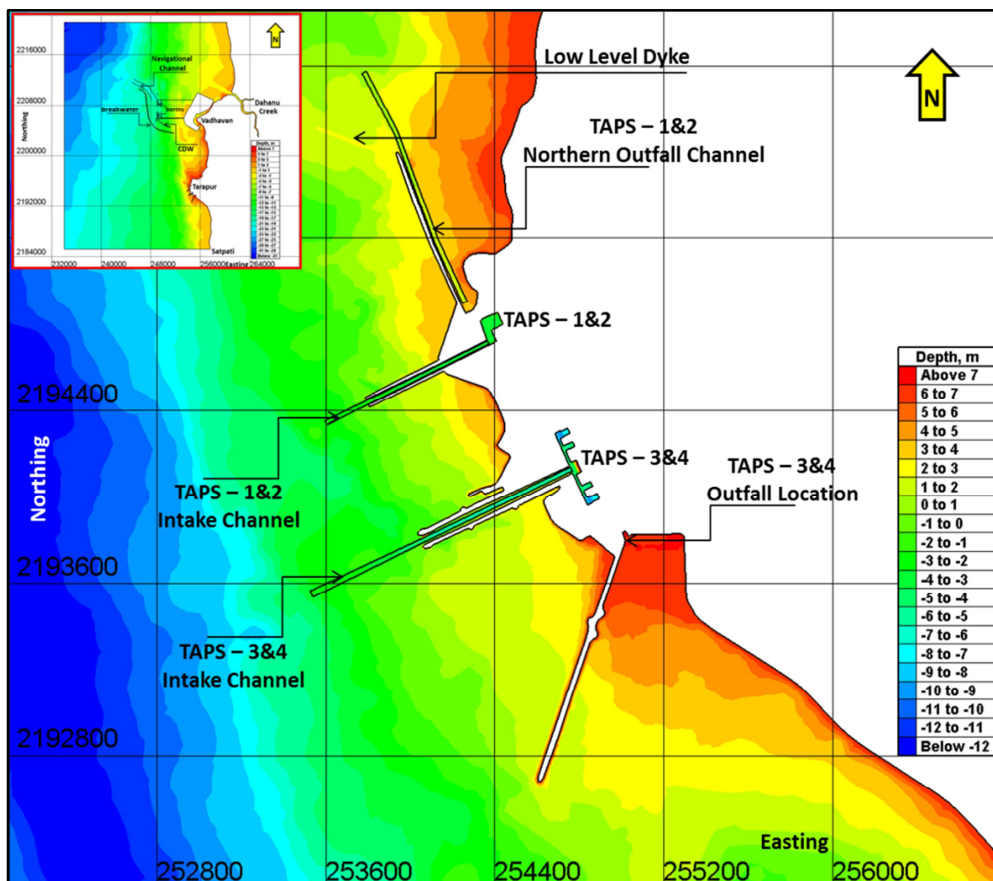 2216000
2208000
2200000
2192000
2184000
Northing
Navigational
Channel
Breakwater
berths
Vadhavan
Dahanu
Creek
CDW
Tarapur
Satpati
Depth, m
Above 7
232000
240000
248000
256000
264000
Easting
N
Low Level Dyke
TAPS – 1&2
Northern Outfall Channel
N
TAPS – 1&2
2194400
TAPS – 1&2
Intake Channel
TAPS – 3&4
TAPS – 3&4
Outfall Location
Northing
2193600
TAPS – 3&4
Intake Channel
2192800
Depth, m
Above 7
6 to 7
5 to 6
4 to 5
3 to 4
2 to 3
1 to 2
0 to 1
-1 to 0
-2 to -1
-3 to -2
-4 to -3
-5 to -4
-6 to -5
-7 to -6
-8 to -7
-9 to -8
-10 to -9
-11 to -10
-12 to -11
Below -12
Easting
252800
253600
254400
255200
256000